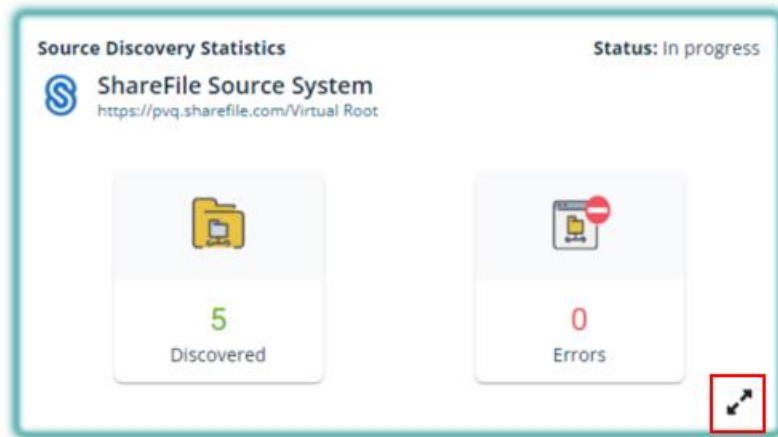 Source Discovery Statistics
Status: In progress
ShareFile Source System
https://pvq.sharefile.com/Virtual Root
5
Discovered
0
Errors